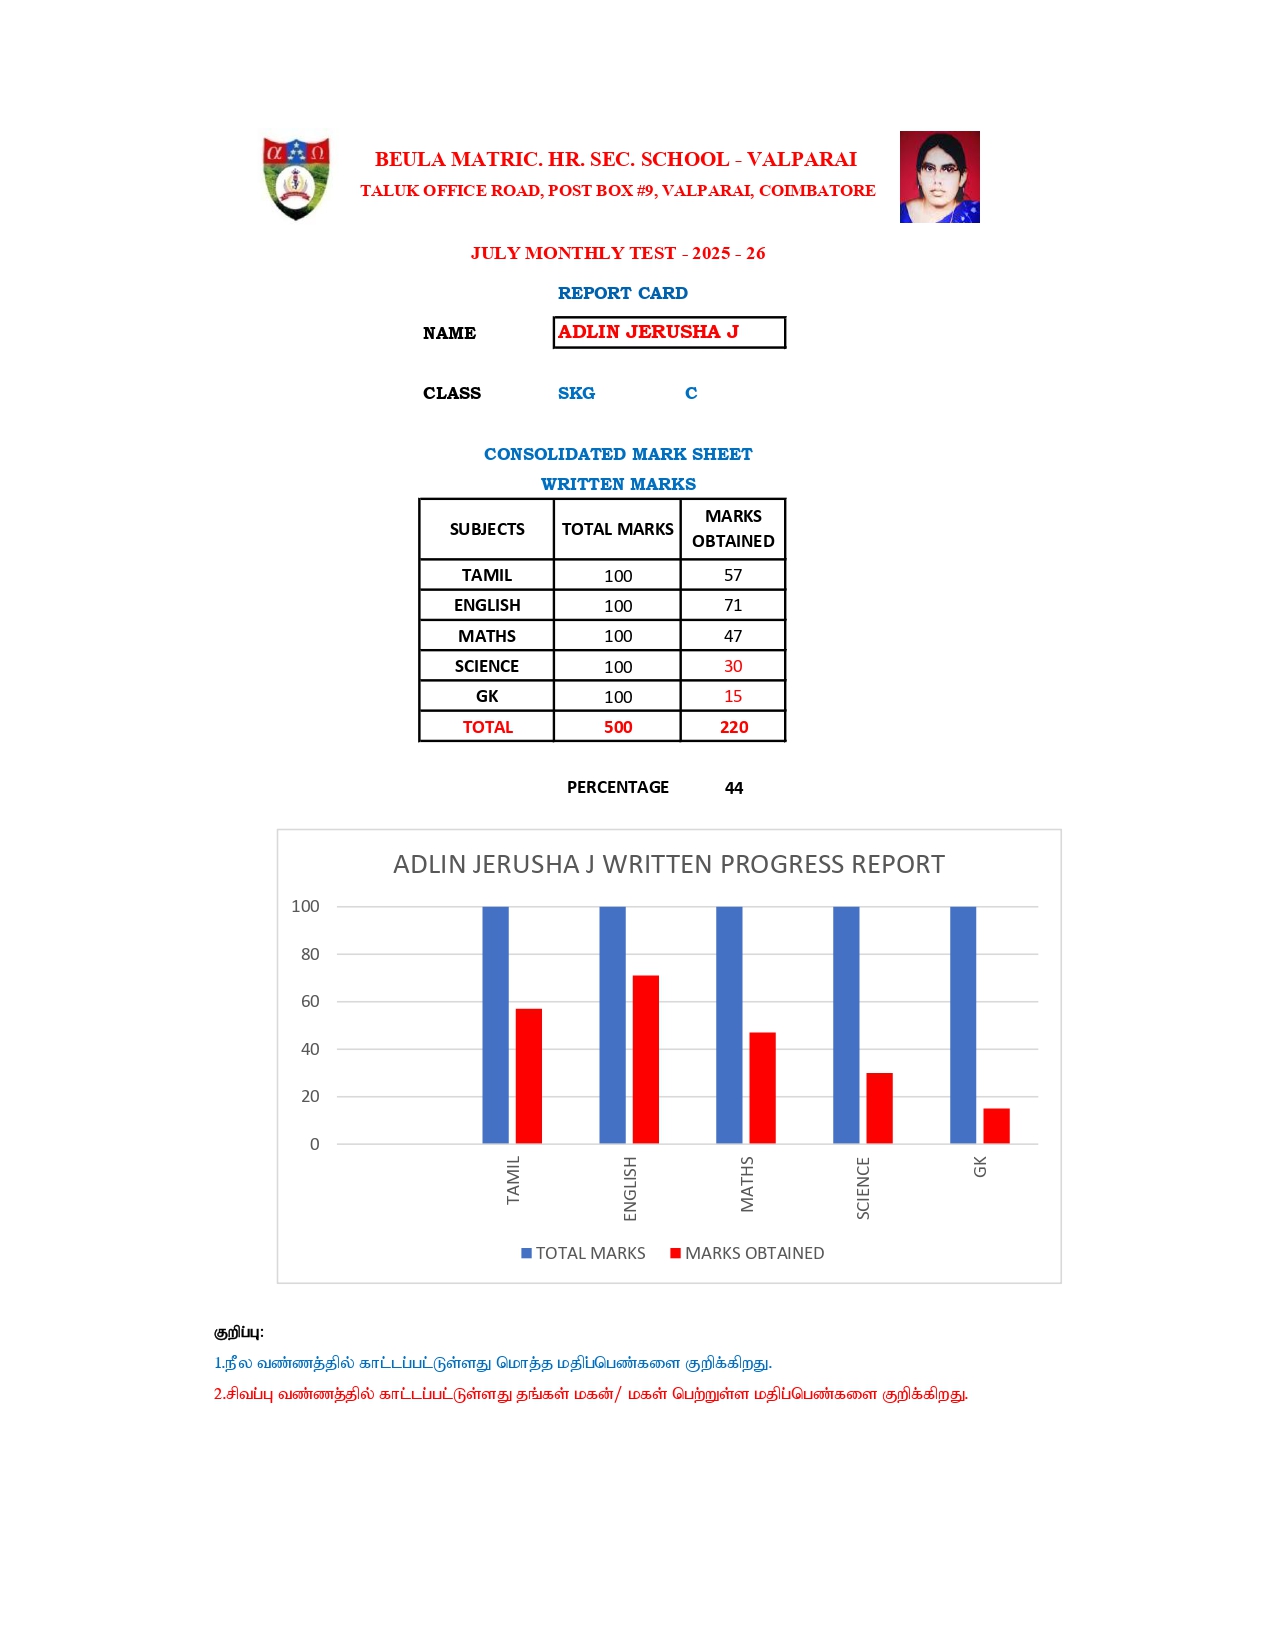 α Ω
BEULA MATRIC. HR. SEC. SCHOOL - VALPARAI
TALUK OFFICE ROAD, POST BOX #9, VALPARAI, COIMBATORE
JULY MONTHLY TEST - 2025 - 26
REPORT CARD
NAME ADLIN JERUSHA J
CLASS SKG C
CONSOLIDATED MARK SHEET
WRITTEN MARKS
SUBJECTS TOTAL MARKS MARKS OBTAINED
TAMIL 100 57
ENGLISH 100 71
MATHS 100 47
SCIENCE 100 30
GK 100 15
TOTAL 500 220
PERCENTAGE 44
ADLIN JERUSHA J WRITTEN PROGRESS REPORT
100
80
60
40
20
0
TAMIL ENGLISH MATHS SCIENCE GK
TOTAL MARKS MARKS OBTAINED
குறிப்பு:
1.நீல வண்ணத்தில் காட்டப்பட்டுள்ளது மொத்த மதிப்பெண்களை குறிக்கிறது.
2.சிவப்பு வண்ணத்தில் காட்டப்பட்டுள்ளது தங்கள் மகன்/ மகள் பெற்றுள்ள மதிப்பெண்களை குறிக்கிறது.